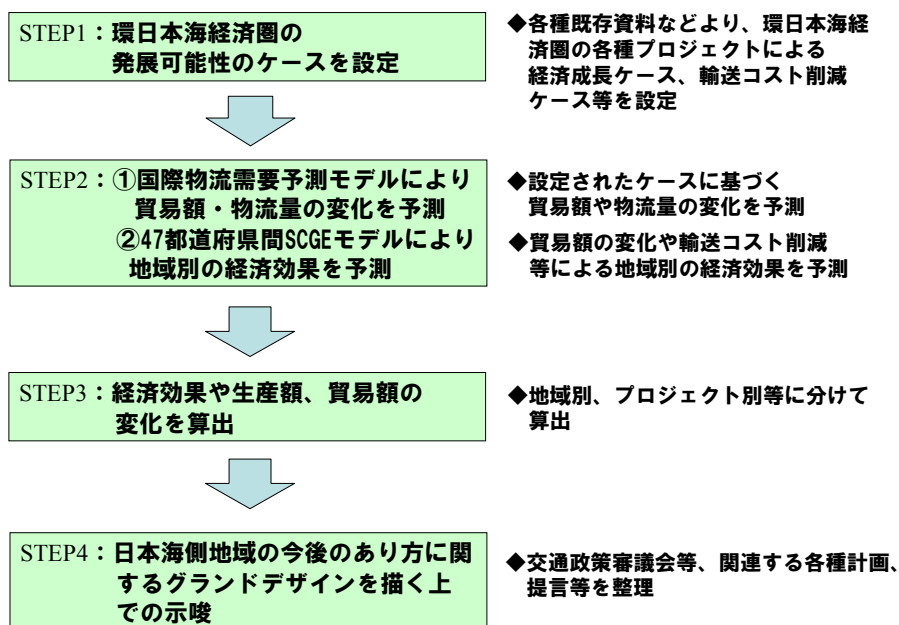 STEP1:環日本海経済圏の
発展可能性のケースを設定
◆各種既存資料などより、環日本海経
済圏の各種プロジェクトによる
経済成長ケース、輸送コスト削減
ケース等を設定
STEP2:①国際物流需要予測モデルにより
貿易額・物流量の変化を予測
②47都道府県間SCGEモデルにより
地域別の経済効果を予測
◆設定されたケースに基づく
貿易額や物流量の変化を予測
◆貿易額の変化や輸送コスト削減
等による地域別の経済効果を予測
STEP3:経済効果や生産額、貿易額の
変化を算出
◆地域別、プロジェクト別等に分けて
算出
STEP4:日本海側地域の今後のあり方に関
するグランドデザインを描く上
での示唆
◆交通政策審議会等、関連する各種計画、
提言等を整理